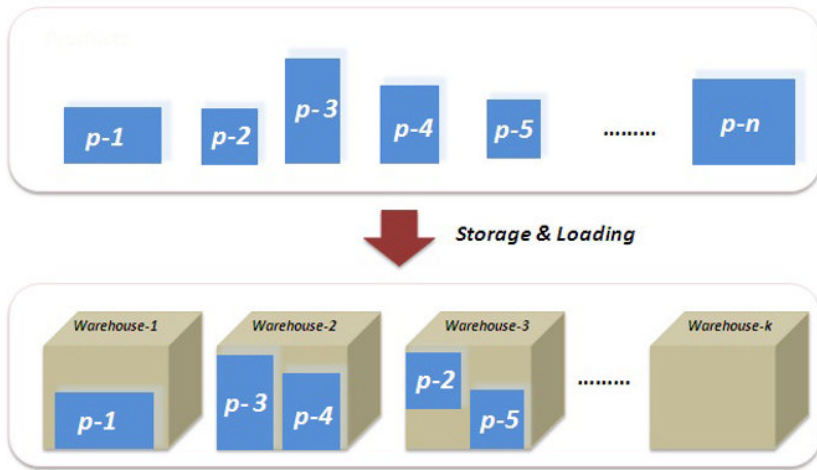 p-1
p-2
p-3
p-4
p-5
.........
p-n
Storage & Loading
Warehouse-1
Warehouse-2
Warehouse-3
Warehouse-k
p-1
p-3
p-4
p-2
p-5
.........